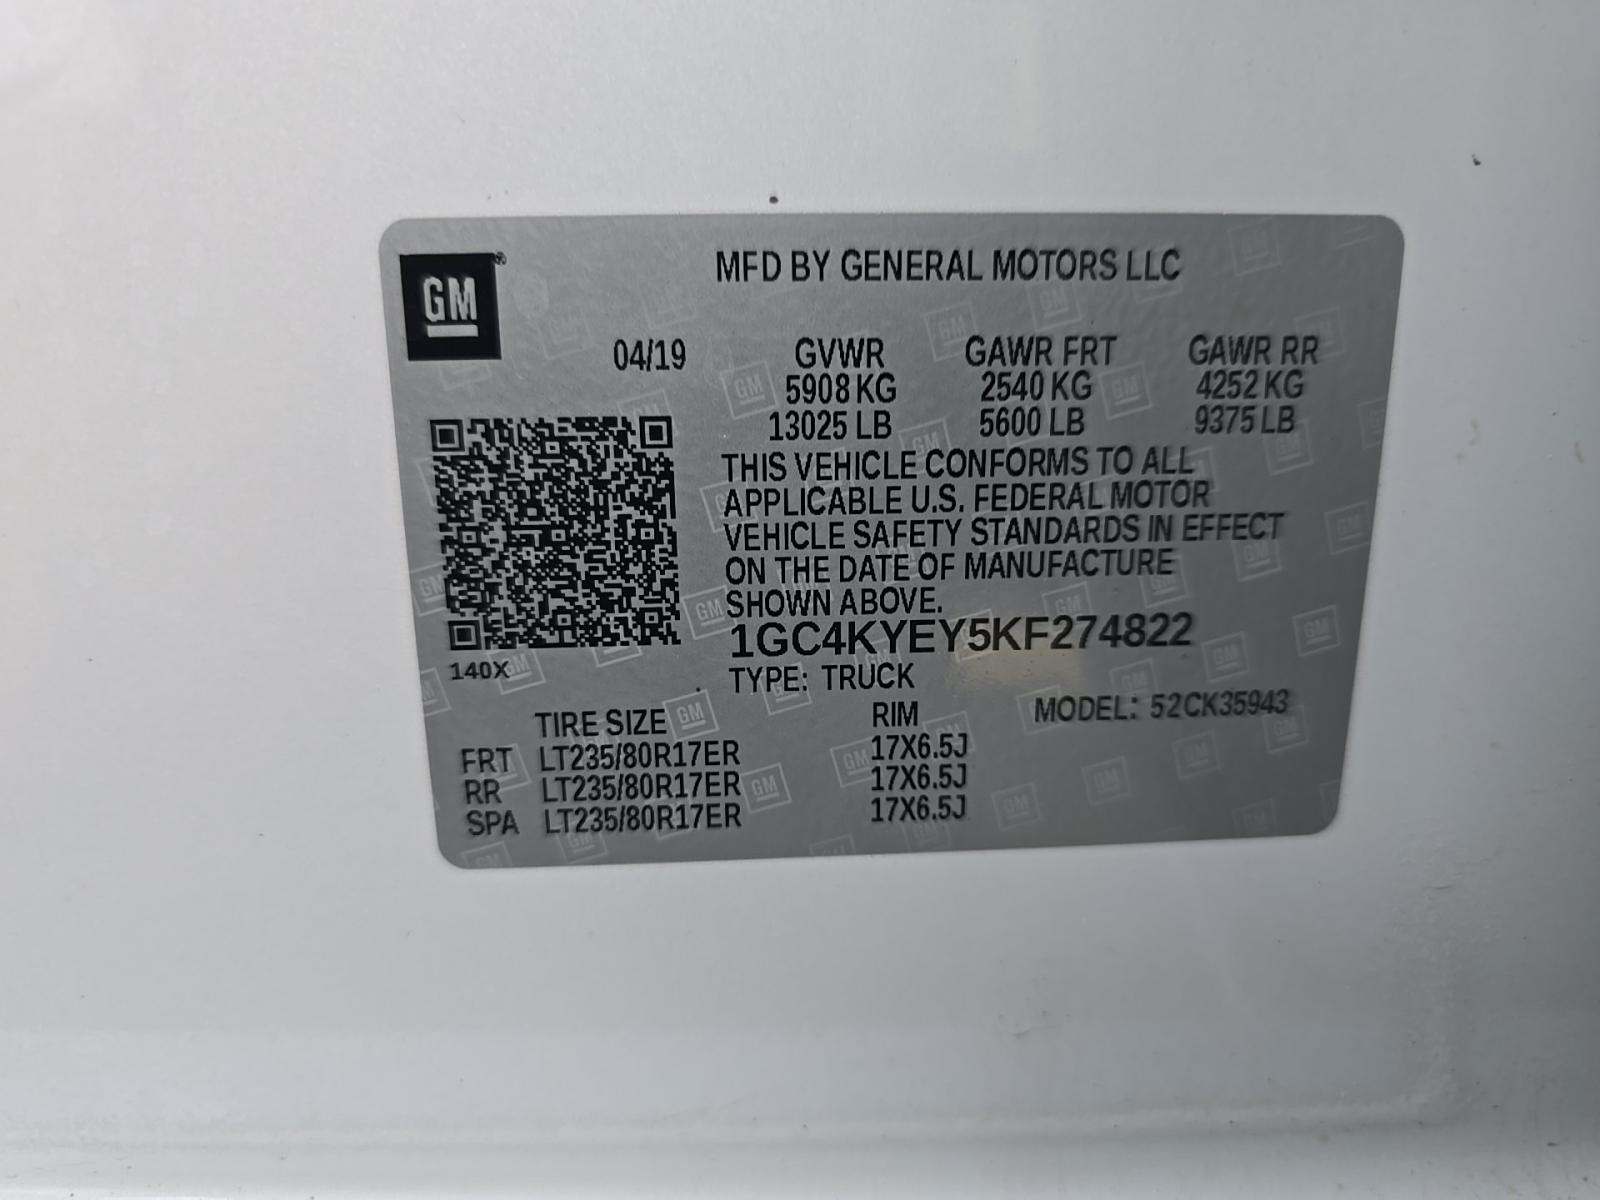 GM®
MFD BY GENERAL MOTORS LLC
04/19 GVWR GAWR FRT GAWR RR
5908 KG 2540 KG 4252 KG
13025 LB 5600 LB 9375 LB
THIS VEHICLE CONFORMS TO ALL
APPLICABLE U.S. FEDERAL MOTOR
VEHICLE SAFETY STANDARDS IN EFFECT
ON THE DATE OF MANUFACTURE
SHOWN ABOVE.
1GC4KYEY5KF274822
140X
TYPE: TRUCK
MODEL: 52CK35943
TIRE SIZE RIM
FRT LT235/80R17ER 17X6.5J
RR LT235/80R17ER 17X6.5J
SPA LT235/80R17ER 17X6.5J